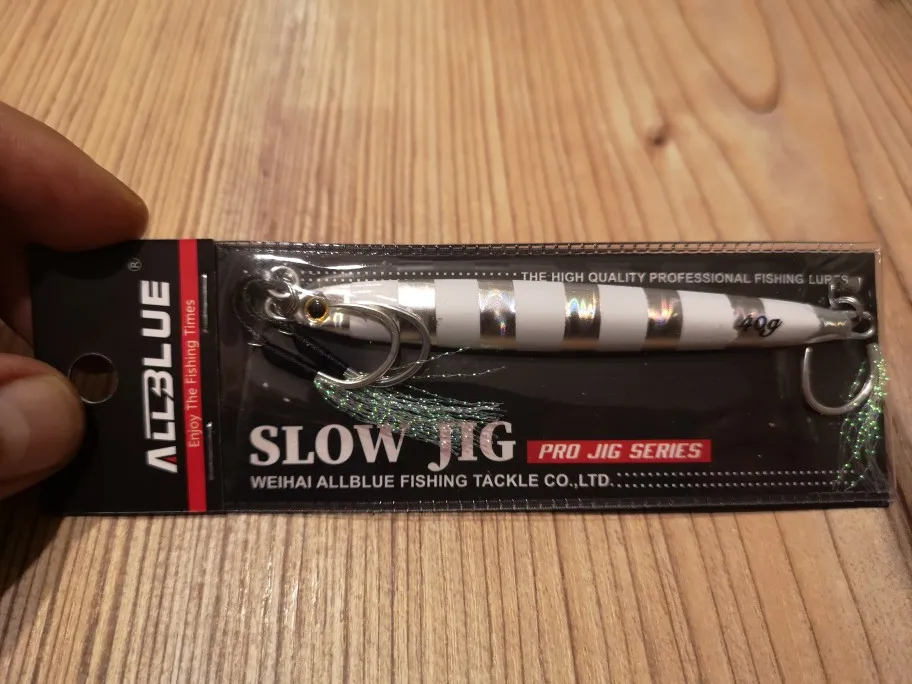 ALLBLUE®
Enjoy The Fishing Times
THE HIGH QUALITY PROFESSIONAL FISHING LURES
40g
SLOW JIG
PRO JIG SERIES
WEIHAI ALLBLUE FISHING TACKLE CO.,LTD.